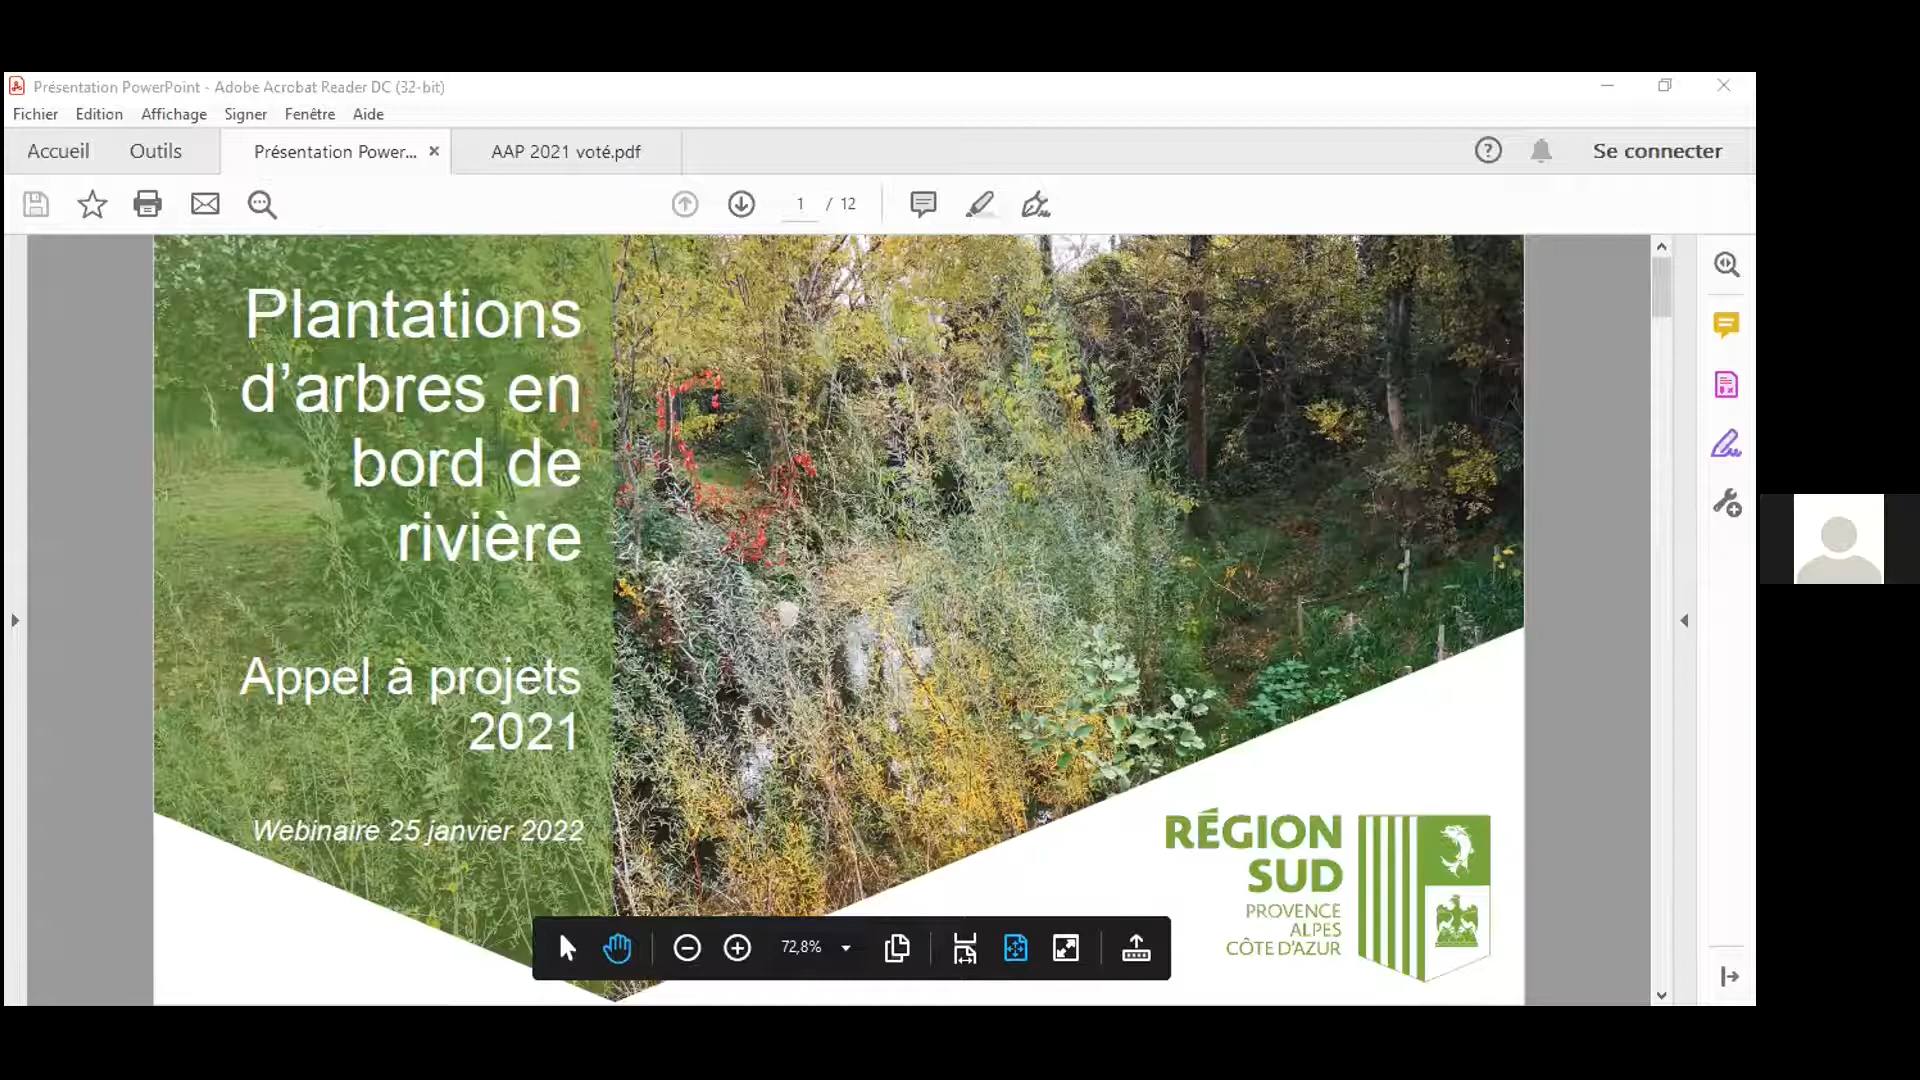 Présentation PowerPoint - Adobe Acrobat Reader DC (32-bit)
Fichier Edition Affichage Signer Fenêtre Aide
Accueil Outils Présentation Power... × AAP 2021 voté.pdf ? Se connecter
1 / 12
Plantations
d’arbres en
bord de
rivière
Appel à projets
2021
Webinaire 25 janvier 2022
RÉGION
SUD
PROVENCE
ALPES
CÔTE D'AZUR
72,8%